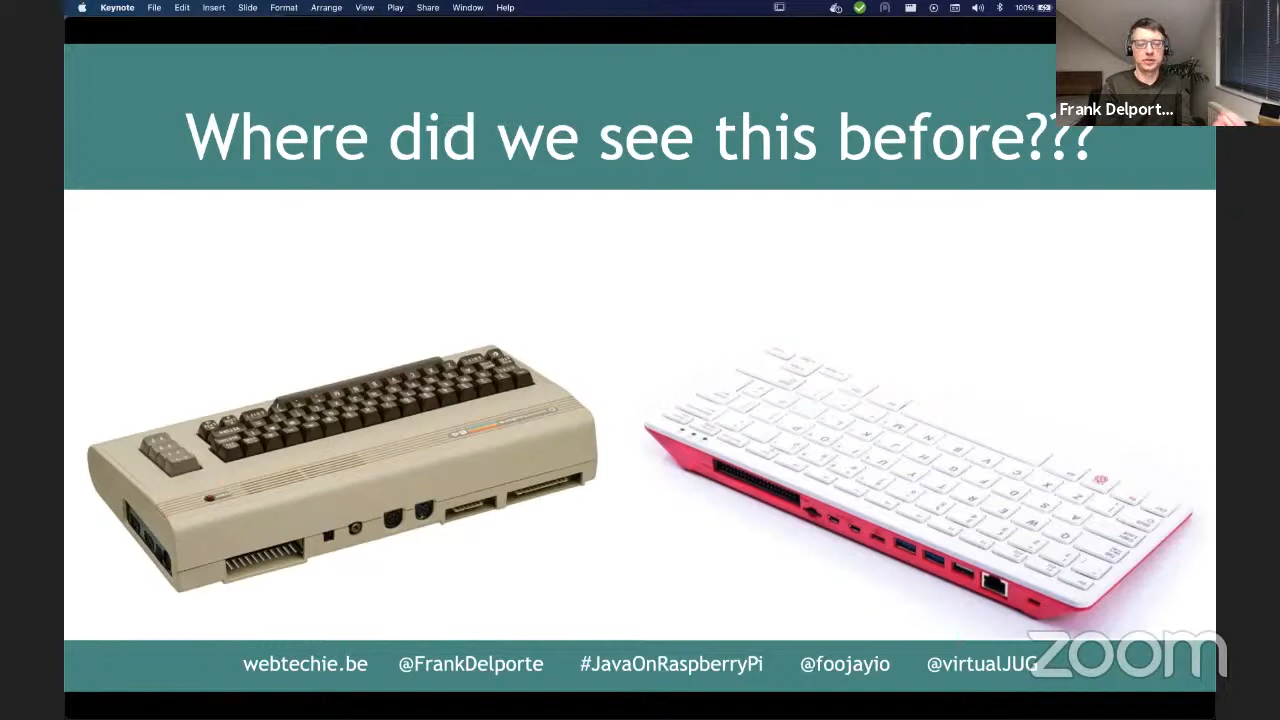 Keynote File Edit Insert Slide Format Arrange View Play Share Window Help 100%
Frank Delport...
Where did we see this before???
webtechie.be @FrankDelporte #JavaOnRaspberryPi @foojayio @virtualJUG
zoom